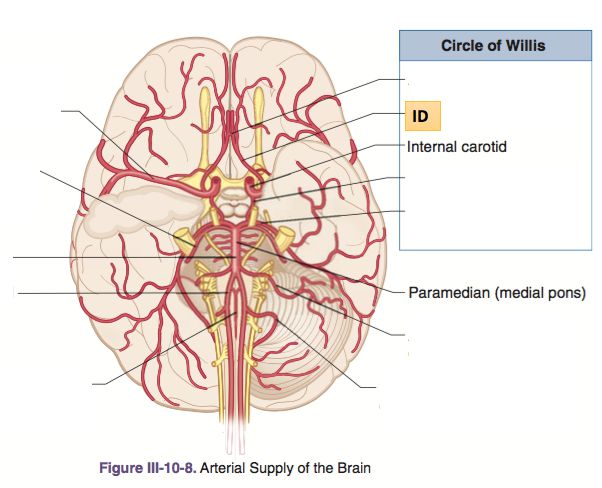 Circle of Willis
ID
Internal carotid
Paramedian (medial pons)
Figure III-10-8. Arterial Supply of the Brain